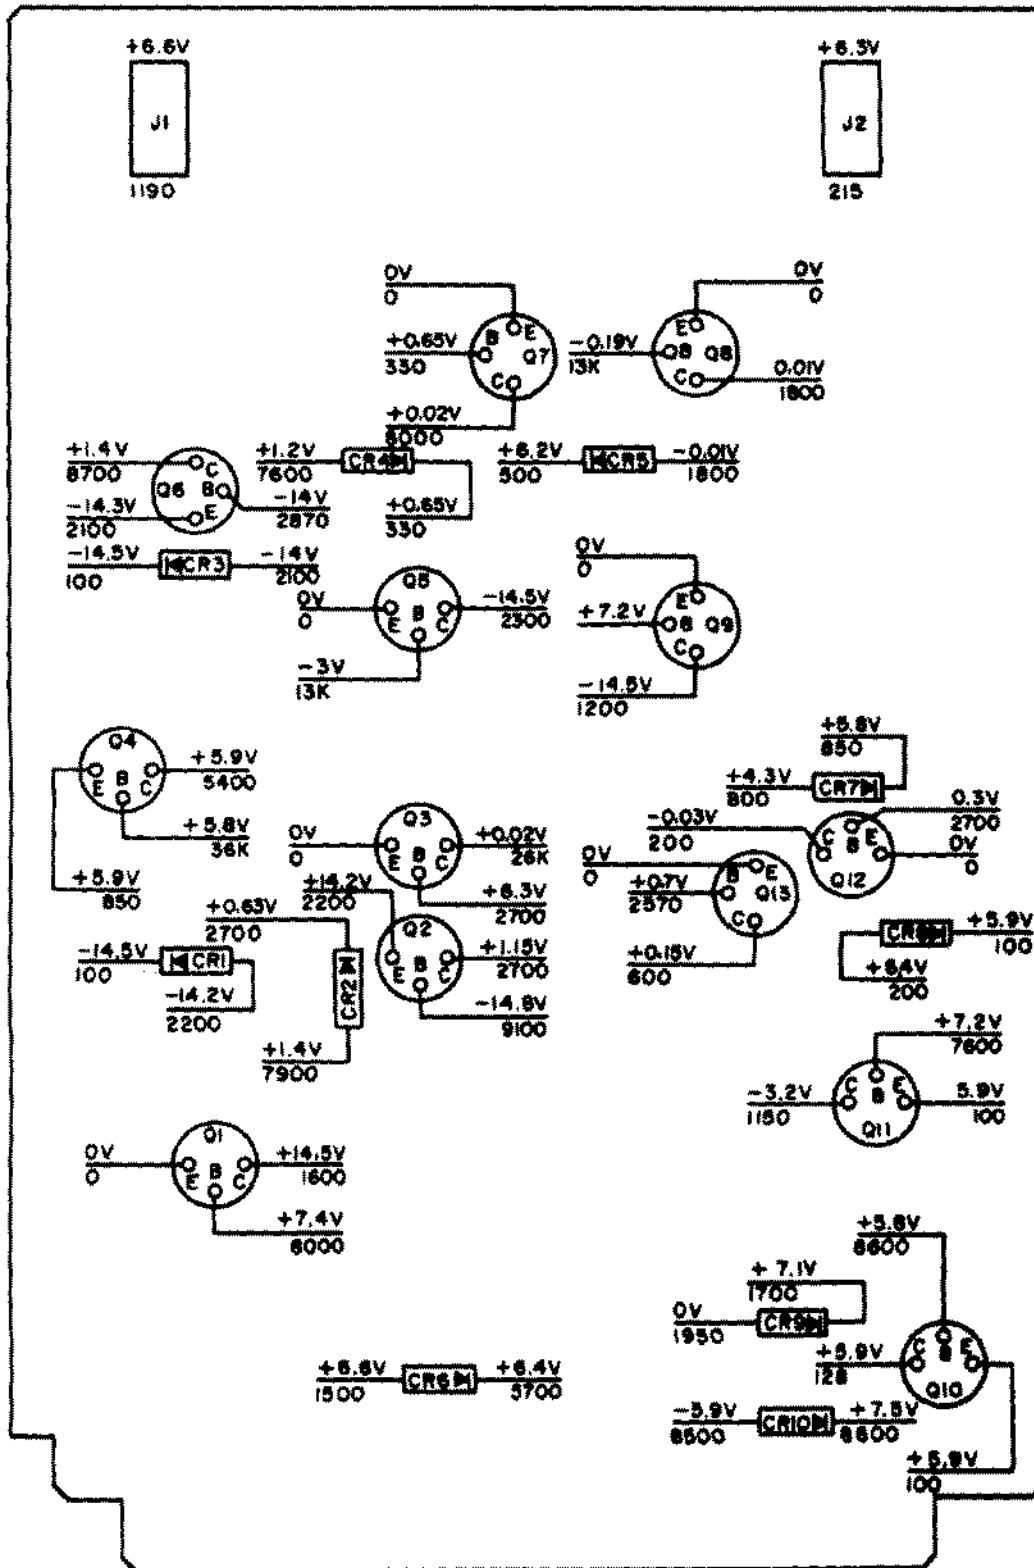 +6.6V
J1
1190
+6.3V
J2
215
0V
0
+0.65V
330
+0.02V
8000
B
E
Q7
C
0V
0
-0.19V
13K
0.01V
1800
E
B
Q8
C
+1.4V
8700
-14.3V
2100
-14V
2870
Q6
C
B
E
+1.2V
7600
CR4
+0.65V
330
+6.2V
500
CR5
-0.01V
1800
-14.5V
100
CR3
-14V
2100
0V
0
Q5
E
B
C
-14.5V
2300
-3V
13K
0V
0
+7.2V
E
B
Q9
C
-14.5V
1200
Q4
E
B
C
+5.9V
5400
+5.8V
36K
+5.9V
850
0V
0
Q3
E
B
C
+0.02V
26K
+6.3V
2700
+5.8V
850
+4.3V
800
CR7
-0.03V
200
0.3V
2700
C
B
E
Q12
0V
0
0V
0
+0.7V
2570
B
E
Q13
C
+0.15V
600
+14.2V
2200
Q2
E
B
C
+1.15V
2700
-14.8V
9100
+0.63V
2700
CR2
+1.4V
7900
-14.5V
100
CR1
-14.2V
2200
CR8
+5.9V
100
+6.4V
200
+7.2V
7600
-3.2V
1150
C
B
E
Q11
5.9V
100
0V
0
Q1
E
B
C
+14.5V
1600
+7.4V
6000
+5.8V
8600
+7.1V
1700
0V
1950
CR9
+5.9V
128
C
B
E
Q10
+6.6V
1500
CR6
+6.4V
5700
-5.9V
8500
CR10
+7.5V
8600
+5.9V
100